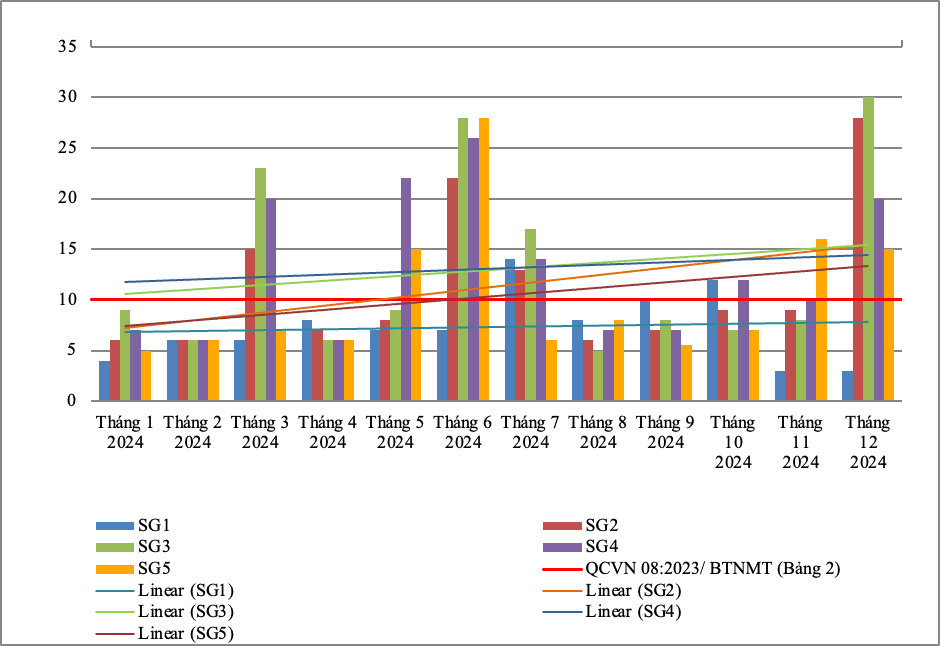 35
30
25
20
15
10
5
0
Tháng 1 Tháng 2 Tháng 3 Tháng 4 Tháng 5 Tháng 6 Tháng 7 Tháng 8 Tháng 9 Tháng Tháng Tháng
2024 2024 2024 2024 2024 2024 2024 2024 2024 10 11 12
2024 2024 2024
SG1 SG2
SG3 SG4
SG5 QCVN 08:2023/ BTNMT (Bảng 2)
Linear (SG1) Linear (SG2)
Linear (SG3) Linear (SG4)
Linear (SG5)